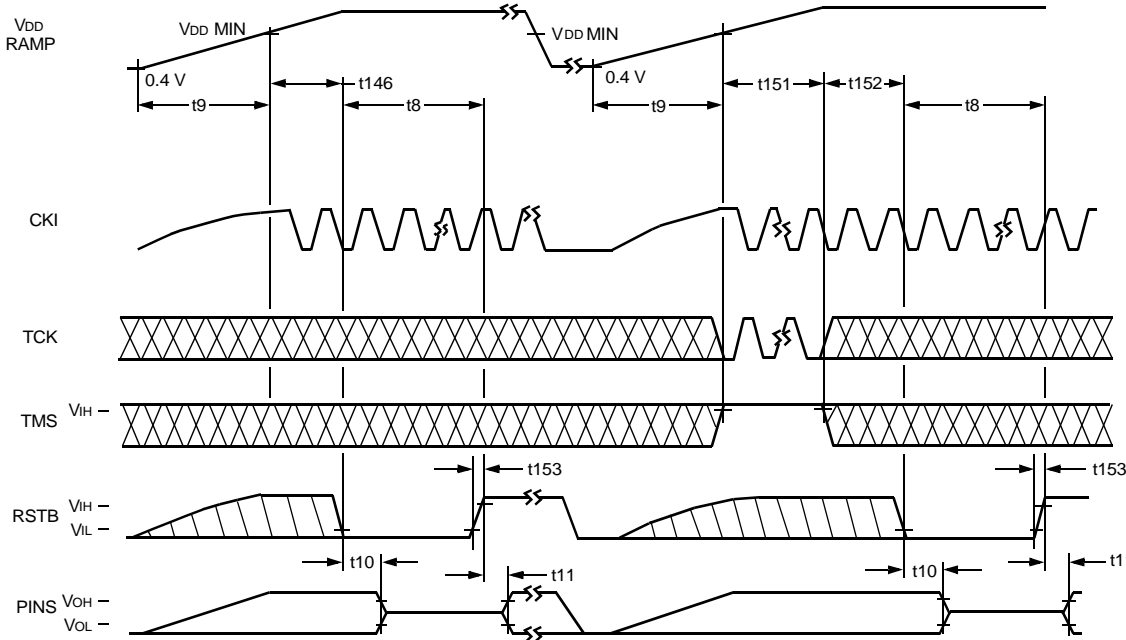 VDD
RAMP
VDD MIN
VDD MIN
0.4 V
0.4 V
t146
t151
t152
t9
t8
t9
t8
CKI
TCK
TMS
VIH
t153
t153
RSTB
VIH
VIL
t10
t11
t10
t1
PINS
VOH
VOL